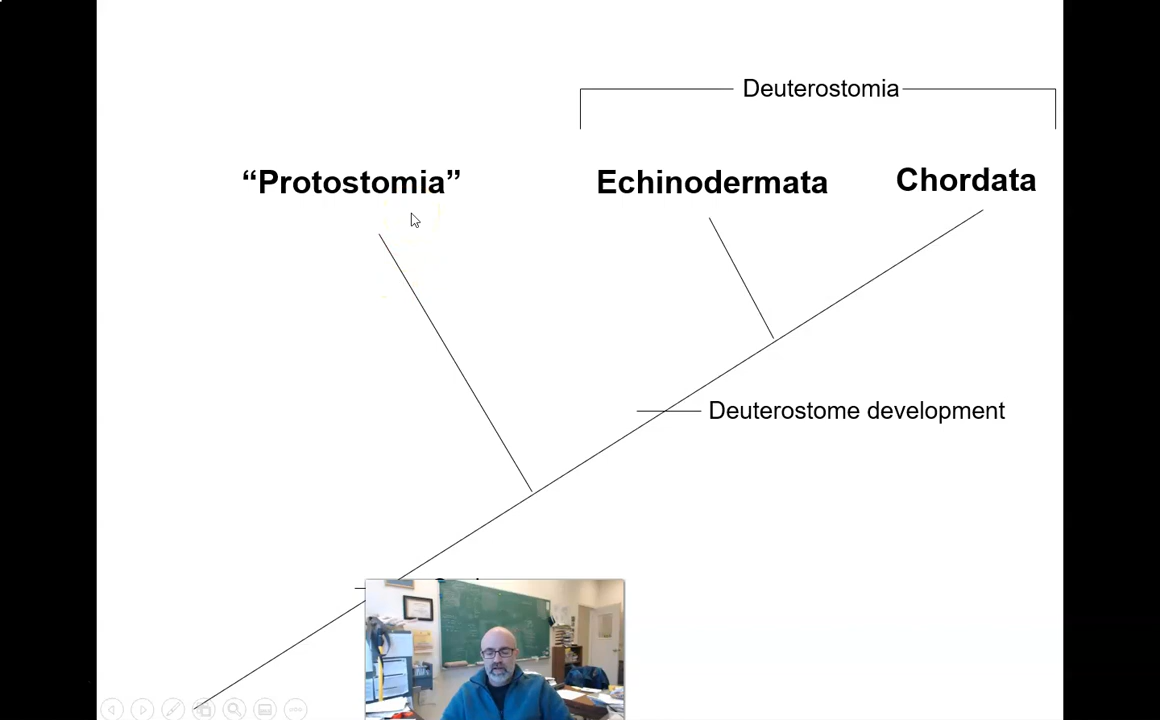 Deuterostomia
“Protostomia”
Echinodermata
Chordata
Deuterostome development